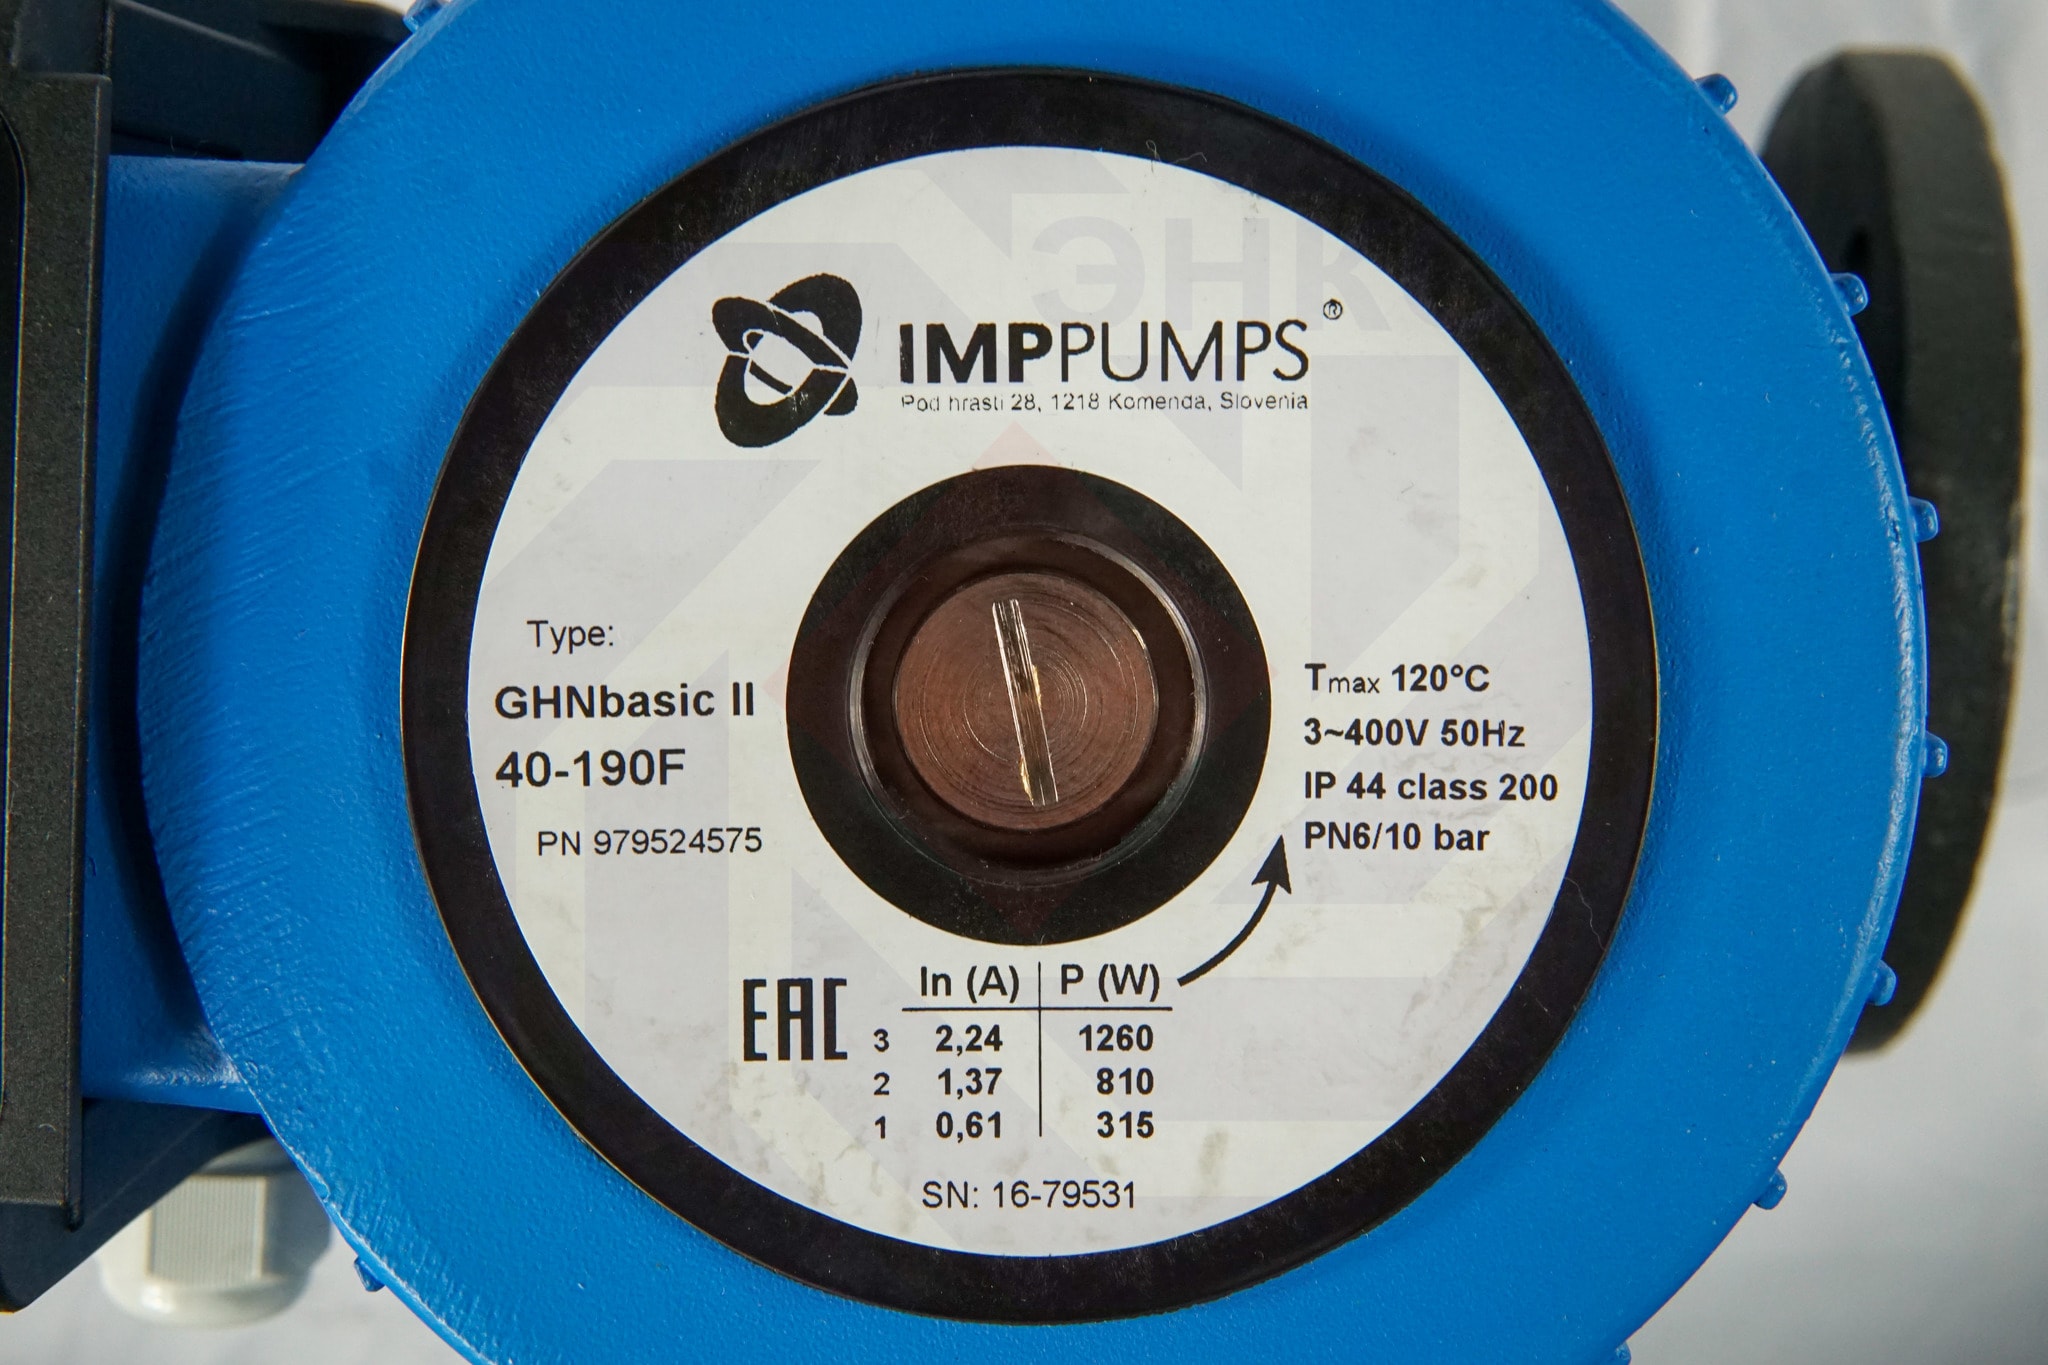 ЭНК
IMPPUMPS®
Pod hrasti 28, 1218 Komenda, Slovenia
Type:
GHNbasic II
40-190F
PN 979524575
Tmax 120°C
3~400V 50Hz
IP 44 class 200
PN6/10 bar
EAC
In (A) P (W)
3 2,24 1260
2 1,37 810
1 0,61 315
SN: 16-79531